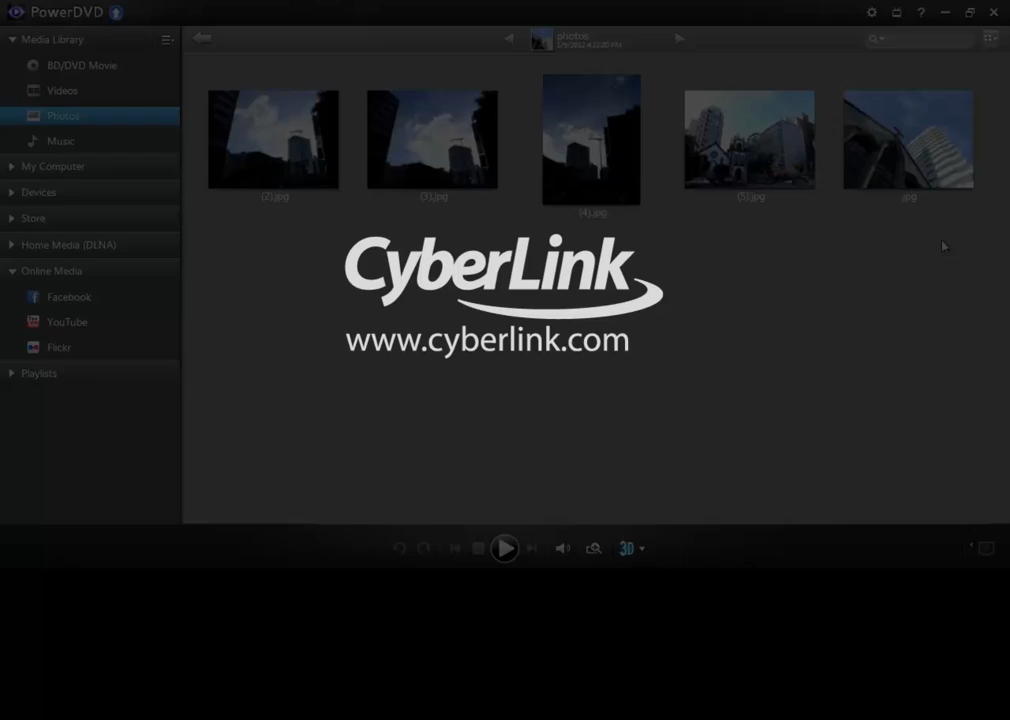 PowerDVD
Media Library
BD/DVD Movie
Videos
Photos
Music
My Computer
Devices
Store
Home Media (DLNA)
Online Media
Facebook
YouTube
Flickr
Playlists
photos
(2).jpg
(3).jpg
(4).jpg
(5).jpg
.jpg
CyberLink
www.cyberlink.com
3D